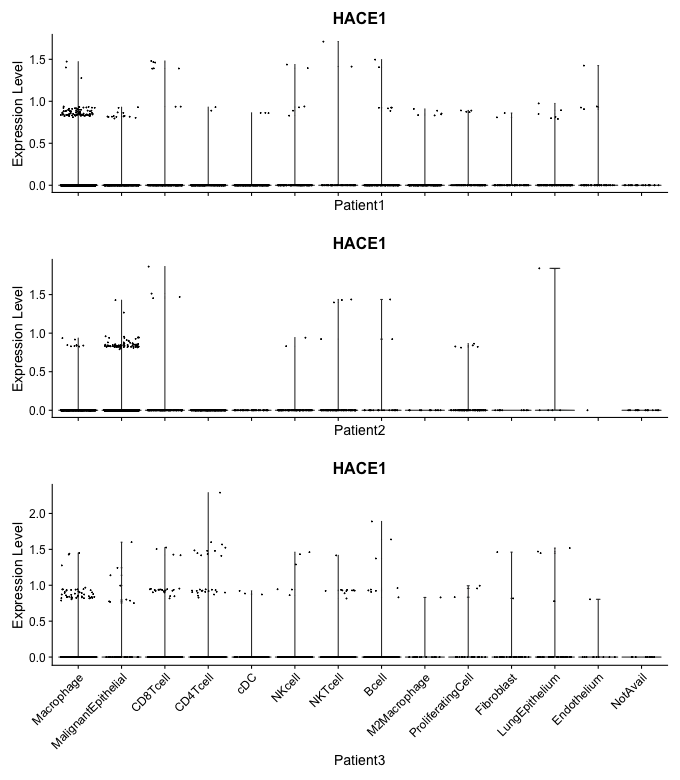 HACE1
Expression Level
1.5
1.0
0.5
0.0
Patient1
HACE1
Expression Level
1.5
1.0
0.5
0.0
Patient2
HACE1
Expression Level
2.0
1.5
1.0
0.5
0.0
Macrophage
MalignantEpithelial
CD8Tcell
CD4Tcell
cDC
NKcell
NKTcell
Bcell
M2Macrophage
ProliferatingCell
Fibroblast
LungEpithelium
Endothelium
NotAvail
Patient3